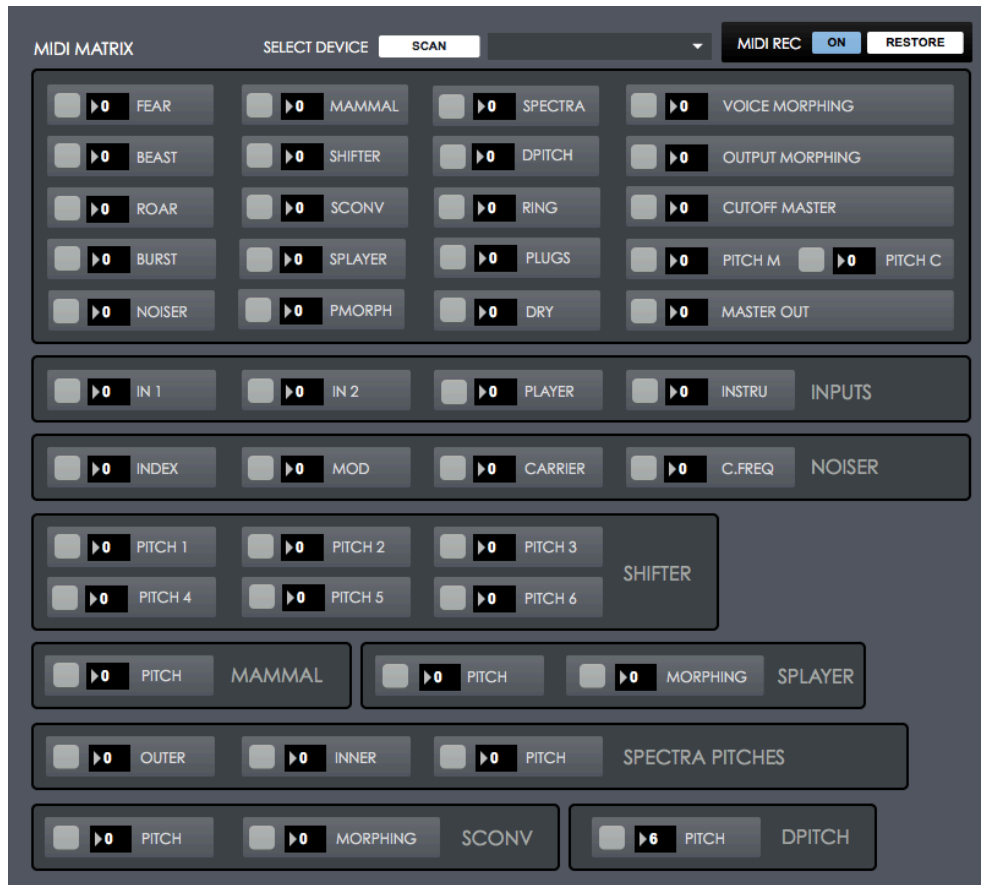 MIDI MATRIX SELECT DEVICE SCAN MIDI REC ON RESTORE
0 FEAR 0 MAMMAL 0 SPECTRA 0 VOICE MORPHING
0 BEAST 0 SHIFTER 0 DPITCH 0 OUTPUT MORPHING
0 ROAR 0 SCONV 0 RING 0 CUTOFF MASTER
0 BURST 0 SPLAYER 0 PLUGS 0 PITCH M 0 PITCH C
0 NOISER 0 PMORPH 0 DRY 0 MASTER OUT
0 IN 1 0 IN 2 0 PLAYER 0 INSTRU INPUTS
0 INDEX 0 MOD 0 CARRIER 0 C.FREQ NOISER
0 PITCH 1 0 PITCH 2 0 PITCH 3
SHIFTER
0 PITCH 4 0 PITCH 5 0 PITCH 6
0 PITCH MAMMAL 0 PITCH 0 MORPHING SPLAYER
0 OUTER 0 INNER 0 PITCH SPECTRA PITCHES
0 PITCH 0 MORPHING SCONV 6 PITCH DPITCH